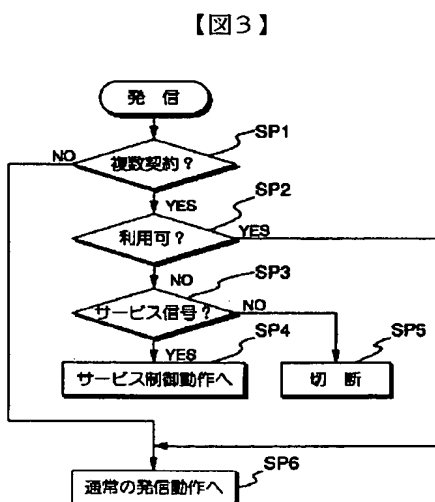 【図３】
発信
SP1
NO
複数契約？
SP2
YES
利用可？
YES
SP3
NO
サービス信号？
NO
SP4
SP5
YES
サービス制御動作へ
切断
SP6
通常の発信動作へ